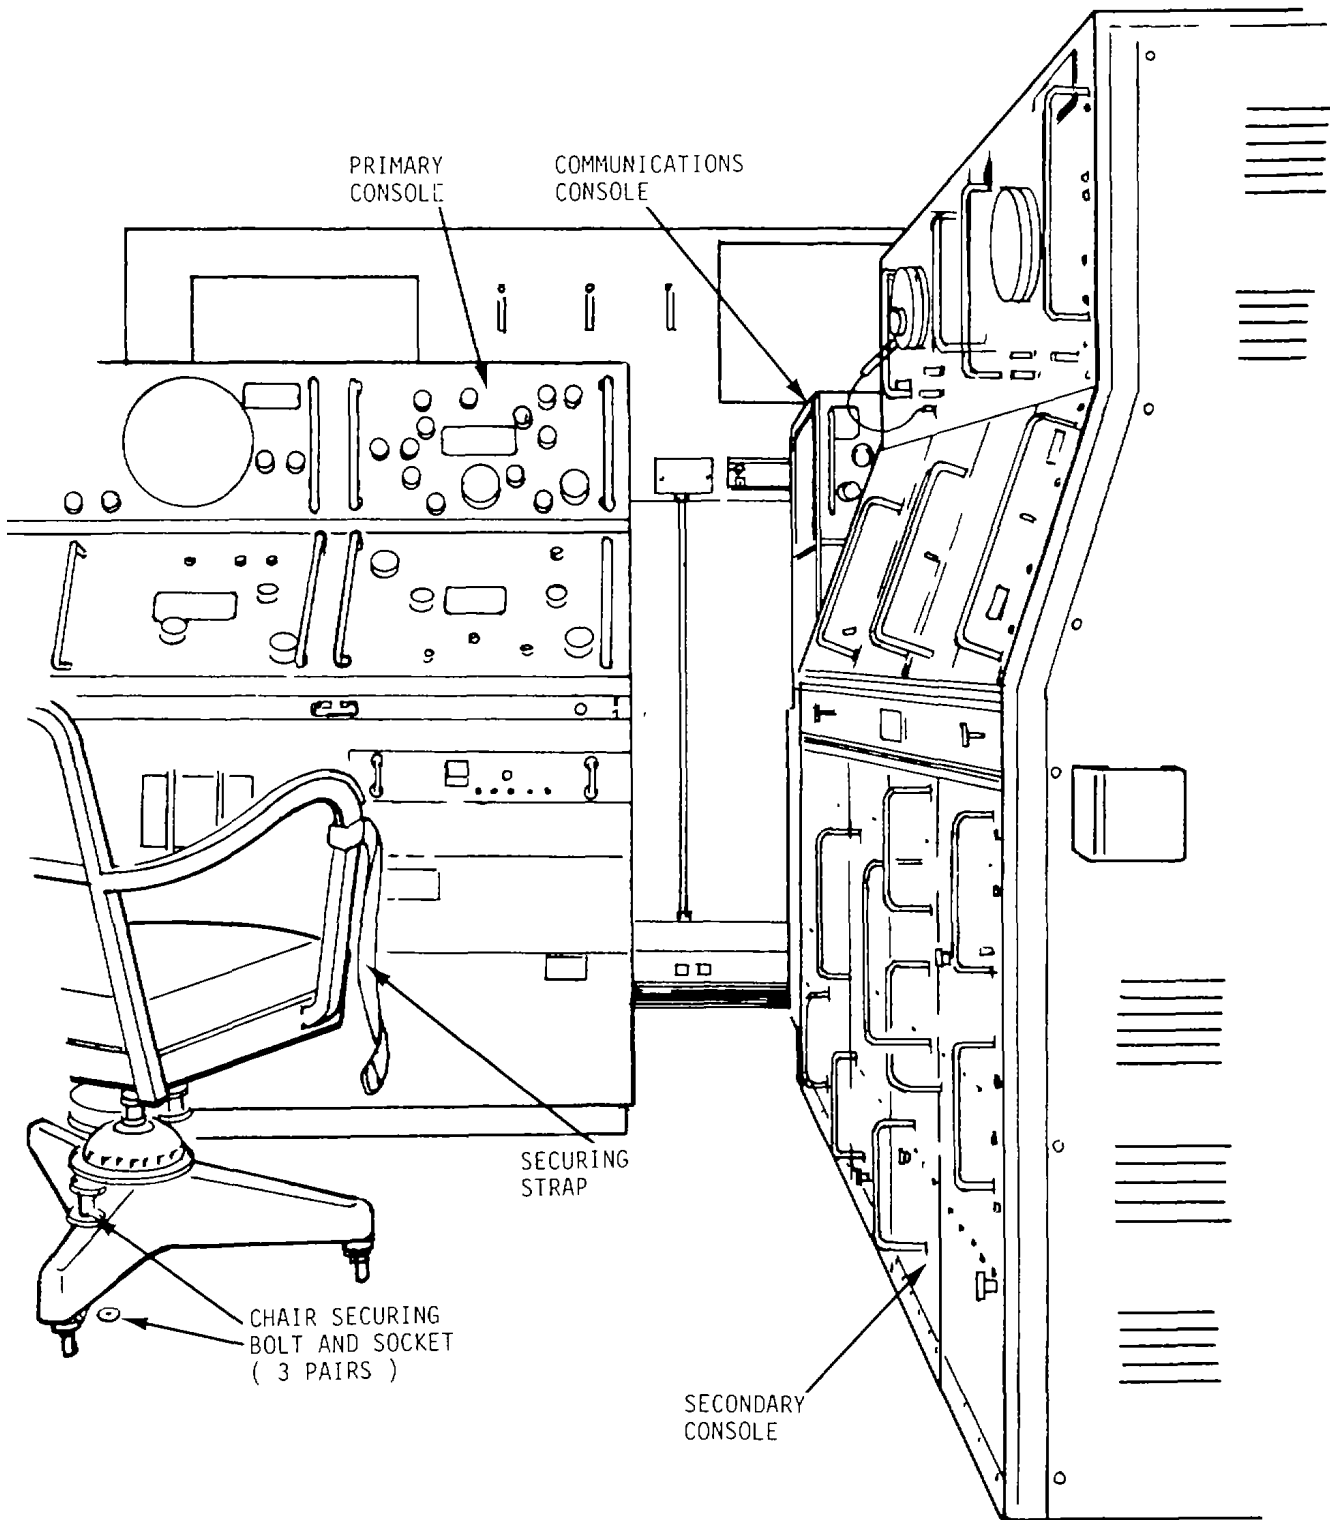 PRIMARY
CONSOLE
COMMUNICATIONS
CONSOLE
SECURING
STRAP
CHAIR SECURING
BOLT AND SOCKET
( 3 PAIRS )
SECONDARY
CONSOLE